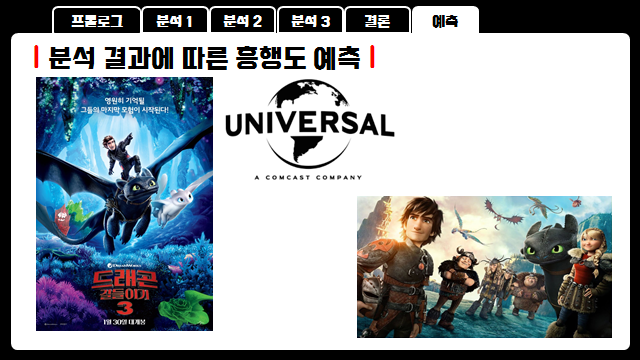 프롤로그
분석 1
분석 2
분석 3
결론
예측
| 분석 결과에 따른 흥행도 예측 |
영원히 기억될
그들의 마지막 모험이 시작된다!
DREAMWORKS
드래곤
길들이기
3
1월 30일 대개봉
UNIVERSAL
A COMCAST COMPANY